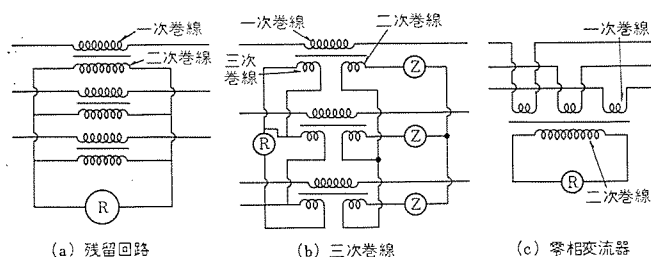 一次巻線
二次巻線
R
(a) 残留回路
一次巻線
二次巻線
三次
巻線
Z
Z
R
Z
(b) 三次巻線
一次巻線
R
二次巻線
(c) 零相変流器